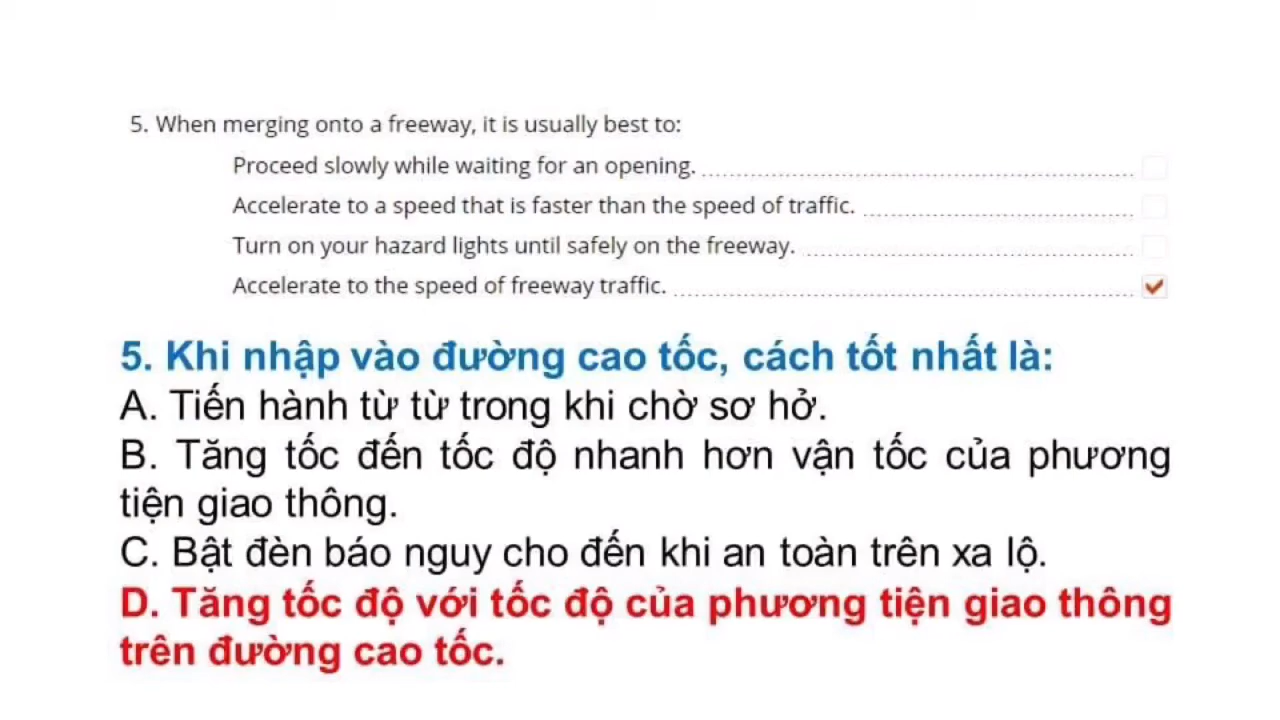 5. When merging onto a freeway, it is usually best to:
Proceed slowly while waiting for an opening.
Accelerate to a speed that is faster than the speed of traffic.
Turn on your hazard lights until safely on the freeway.
Accelerate to the speed of freeway traffic.
5. Khi nhập vào đường cao tốc, cách tốt nhất là:
A. Tiến hành từ từ trong khi chờ sơ hở.
B. Tăng tốc đến tốc độ nhanh hơn vận tốc của phương
tiện giao thông.
C. Bật đèn báo nguy cho đến khi an toàn trên xa lộ.
D. Tăng tốc độ với tốc độ của phương tiện giao thông
trên đường cao tốc.